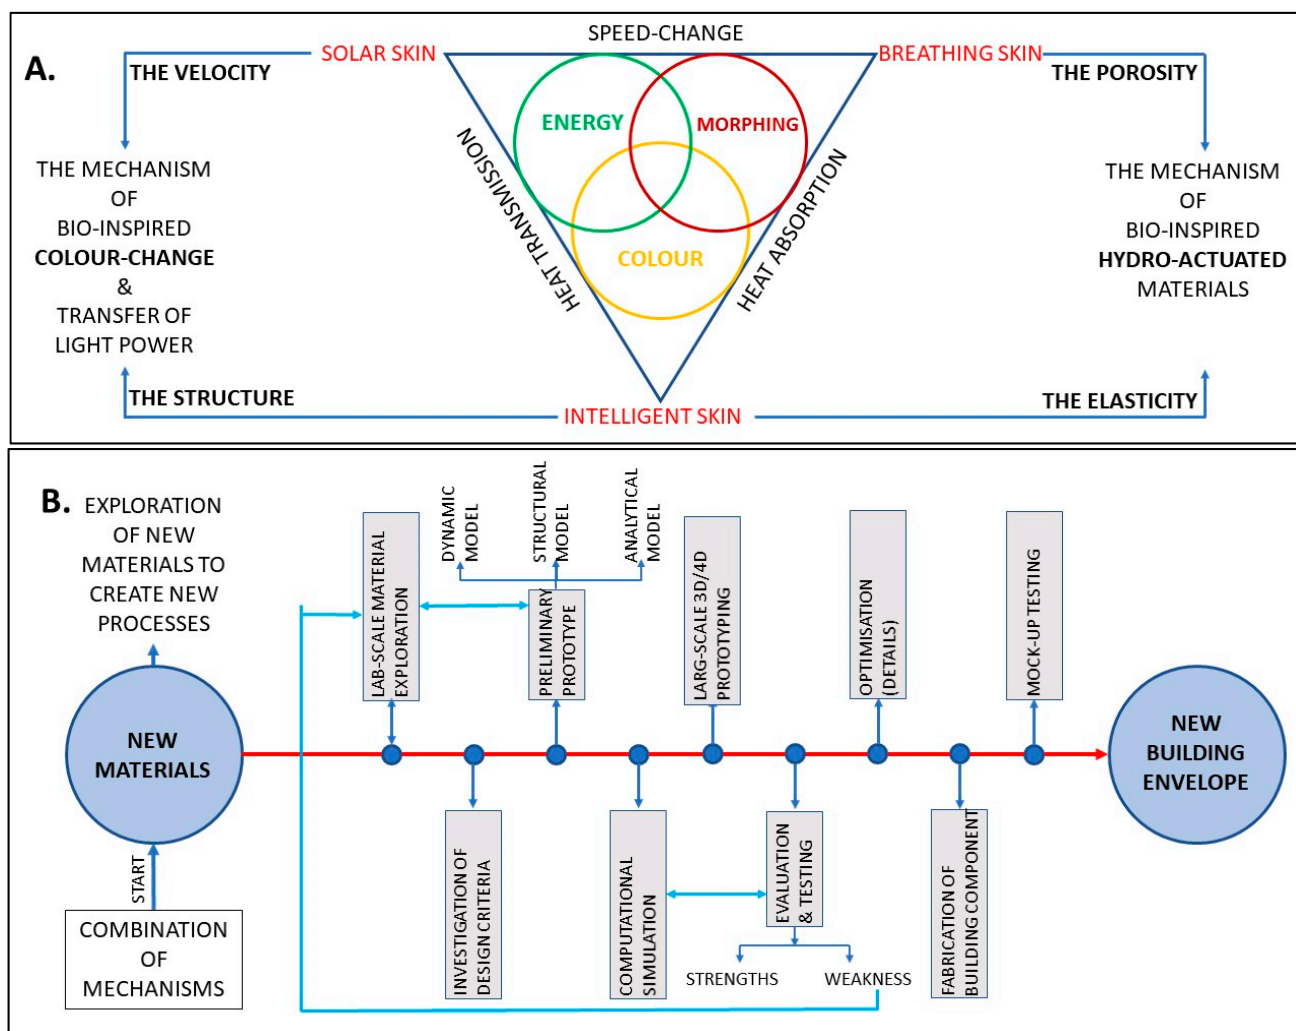 A.
SPEED-CHANGE
SOLAR SKIN
BREATHING SKIN
THE VELOCITY
THE POROSITY
ENERGY
MORPHING
COLOUR
HEAT TRANSMISSION
HEAT ABSORPTION
THE MECHANISM
OF
BIO-INSPIRED
COLOUR-CHANGE
&
TRANSFER OF
LIGHT POWER
THE MECHANISM
OF
BIO-INSPIRED
HYDRO-ACTUATED
MATERIALS
THE STRUCTURE
INTELLIGENT SKIN
THE ELASTICITY
B.
EXPLORATION
OF NEW
MATERIALS TO
CREATE NEW
PROCESSES
NEW
MATERIALS
START
COMBINATION
OF
MECHANISMS
LAB-SCALE MATERIAL
EXPLORATION
DYNAMIC
MODEL
STRUCTURAL
MODEL
ANALYTICAL
MODEL
PRELIMINARY
PROTOTYPE
LARG-SCALE 3D/4D
PROTOTYPING
OPTIMISATION
(DETAILS)
MOCK-UP TESTING
INVESTIGATION OF
DESIGN CRITERIA
COMPUTATIONAL
SIMULATION
EVALUATION
& TESTING
STRENGTHS
WEAKNESS
FABRICATION OF
BUILDING COMPONENT
NEW
BUILDING
ENVELOPE